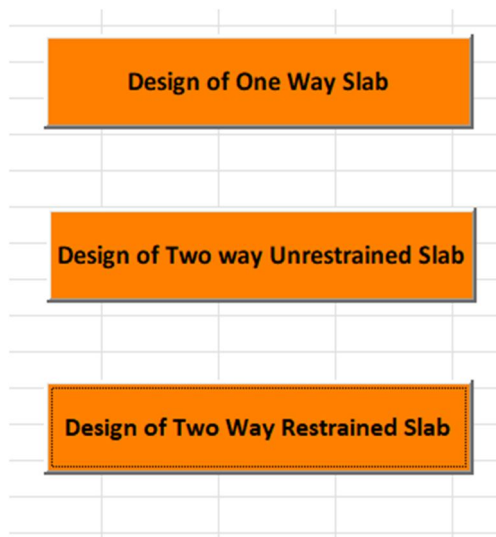 Design of One Way Slab
Design of Two way Unrestrained Slab
Design of Two Way Restrained Slab